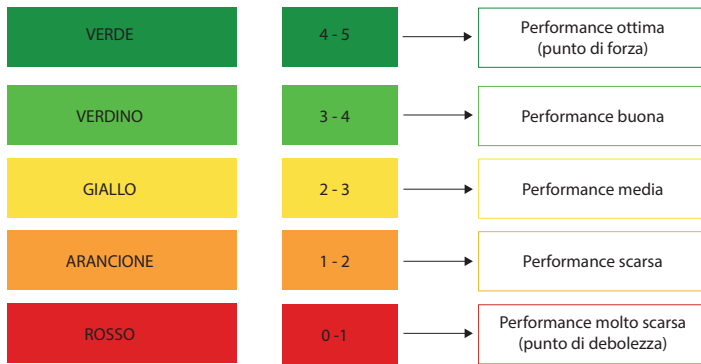 VERDE
4 - 5
Performance ottima
(punto di forza)
VERDINO
3 - 4
Performance buona
GIALLO
2 - 3
Performance media
ARANCIONE
1 - 2
Performance scarsa
ROSSO
0 -1
Performance molto scarsa
(punto di debolezza)